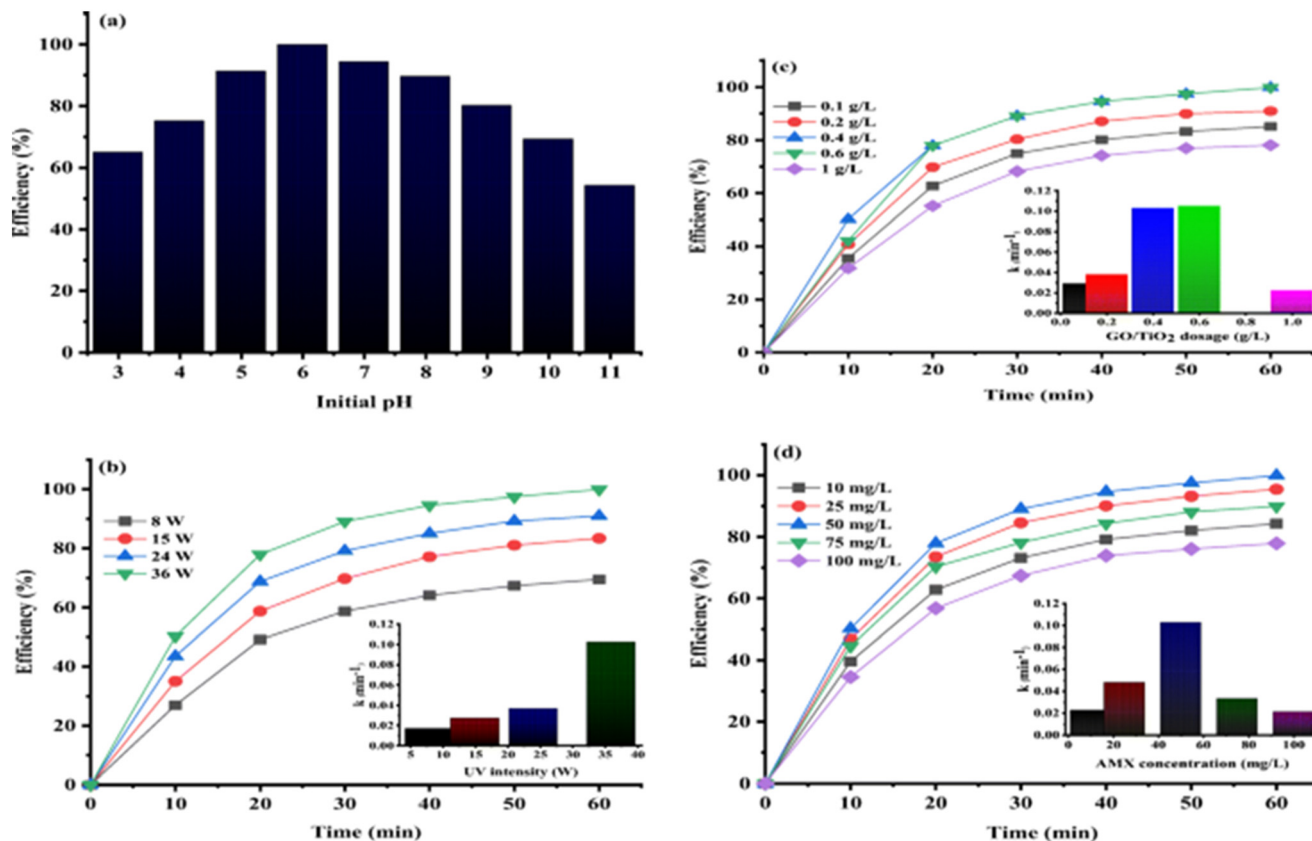 (a)
Efficiency (%)
100
80
60
40
20
0
3 4 5 6 7 8 9 10 11
Initial pH
(c)
Efficiency (%)
100
80
60
40
20
0
0.1 g/L
0.2 g/L
0.4 g/L
0.6 g/L
1 g/L
k (min-1)
0.12
0.10
0.08
0.06
0.04
0.02
0.00
0.0 0.2 0.4 0.6 0.8 1.0
GO/TiO2 dosage (g/L)
0 10 20 30 40 50 60
Time (min)
(b)
Efficiency (%)
100
80
60
40
20
0
8 W
15 W
24 W
36 W
k (min-1)
0.12
0.10
0.08
0.06
0.04
0.02
0.00
5 10 15 20 25 30 35 40
UV intensity (W)
0 10 20 30 40 50 60
Time (min)
(d)
Efficiency (%)
100
80
60
40
20
0
10 mg/L
25 mg/L
50 mg/L
75 mg/L
100 mg/L
k (min-1)
0.12
0.10
0.08
0.06
0.04
0.02
0.00
0 20 40 60 80 100
AMX concentration (mg/L)
0 10 20 30 40 50 60
Time (min)